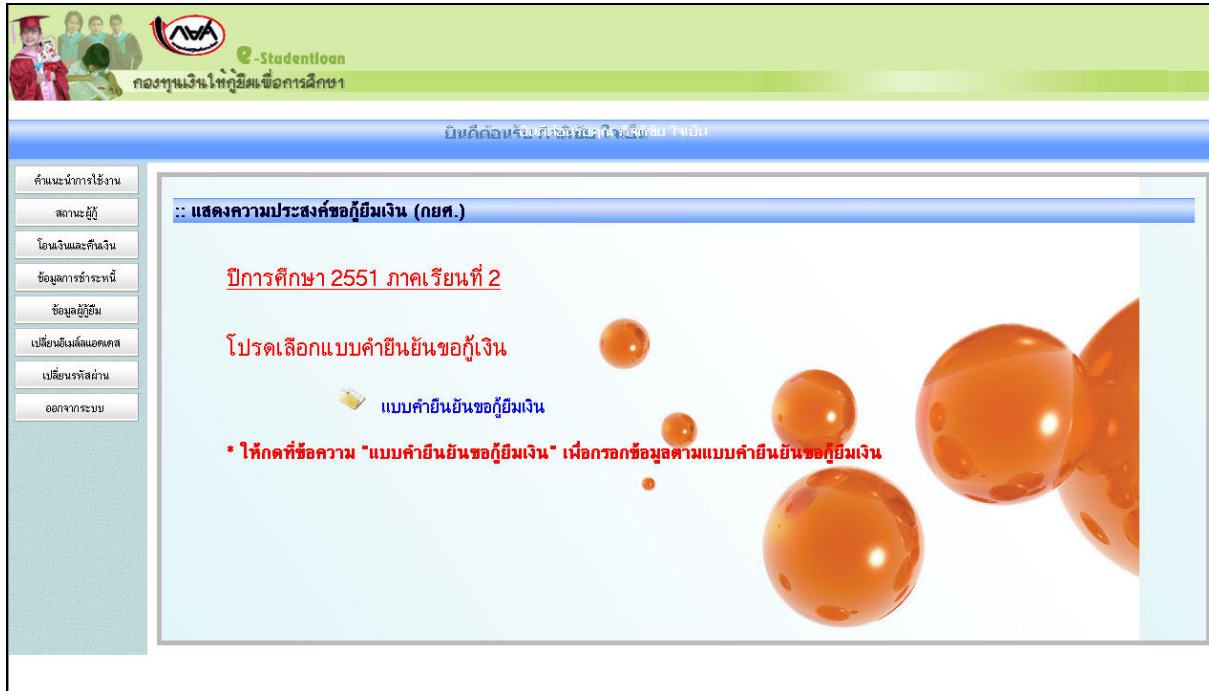 กยศ
e-Studentloan
กองทุนเงินให้กู้ยืมเพื่อการศึกษา
ยินดีต้อนรับ
คำแนะนำการใช้งาน
สถานะผู้กู้
โอนเงินและคืนเงิน
ข้อมูลการชำระหนี้
ข้อมูลผู้กู้ยืม
เปลี่ยนอีเมล์แอดเดส
เปลี่ยนรหัสผ่าน
ออกจากระบบ
:: แสดงความประสงค์ขอกู้ยืมเงิน (กยศ.)
ปีการศึกษา 2551 ภาคเรียนที่ 2
โปรดเลือกแบบคำยืนยันขอกู้เงิน
แบบคำยืนยันขอกู้ยืมเงิน
* ให้กดที่ข้อความ "แบบคำยืนยันขอกู้ยืมเงิน" เพื่อกรอกข้อมูลตามแบบคำยืนยันขอกู้ยืมเงิน